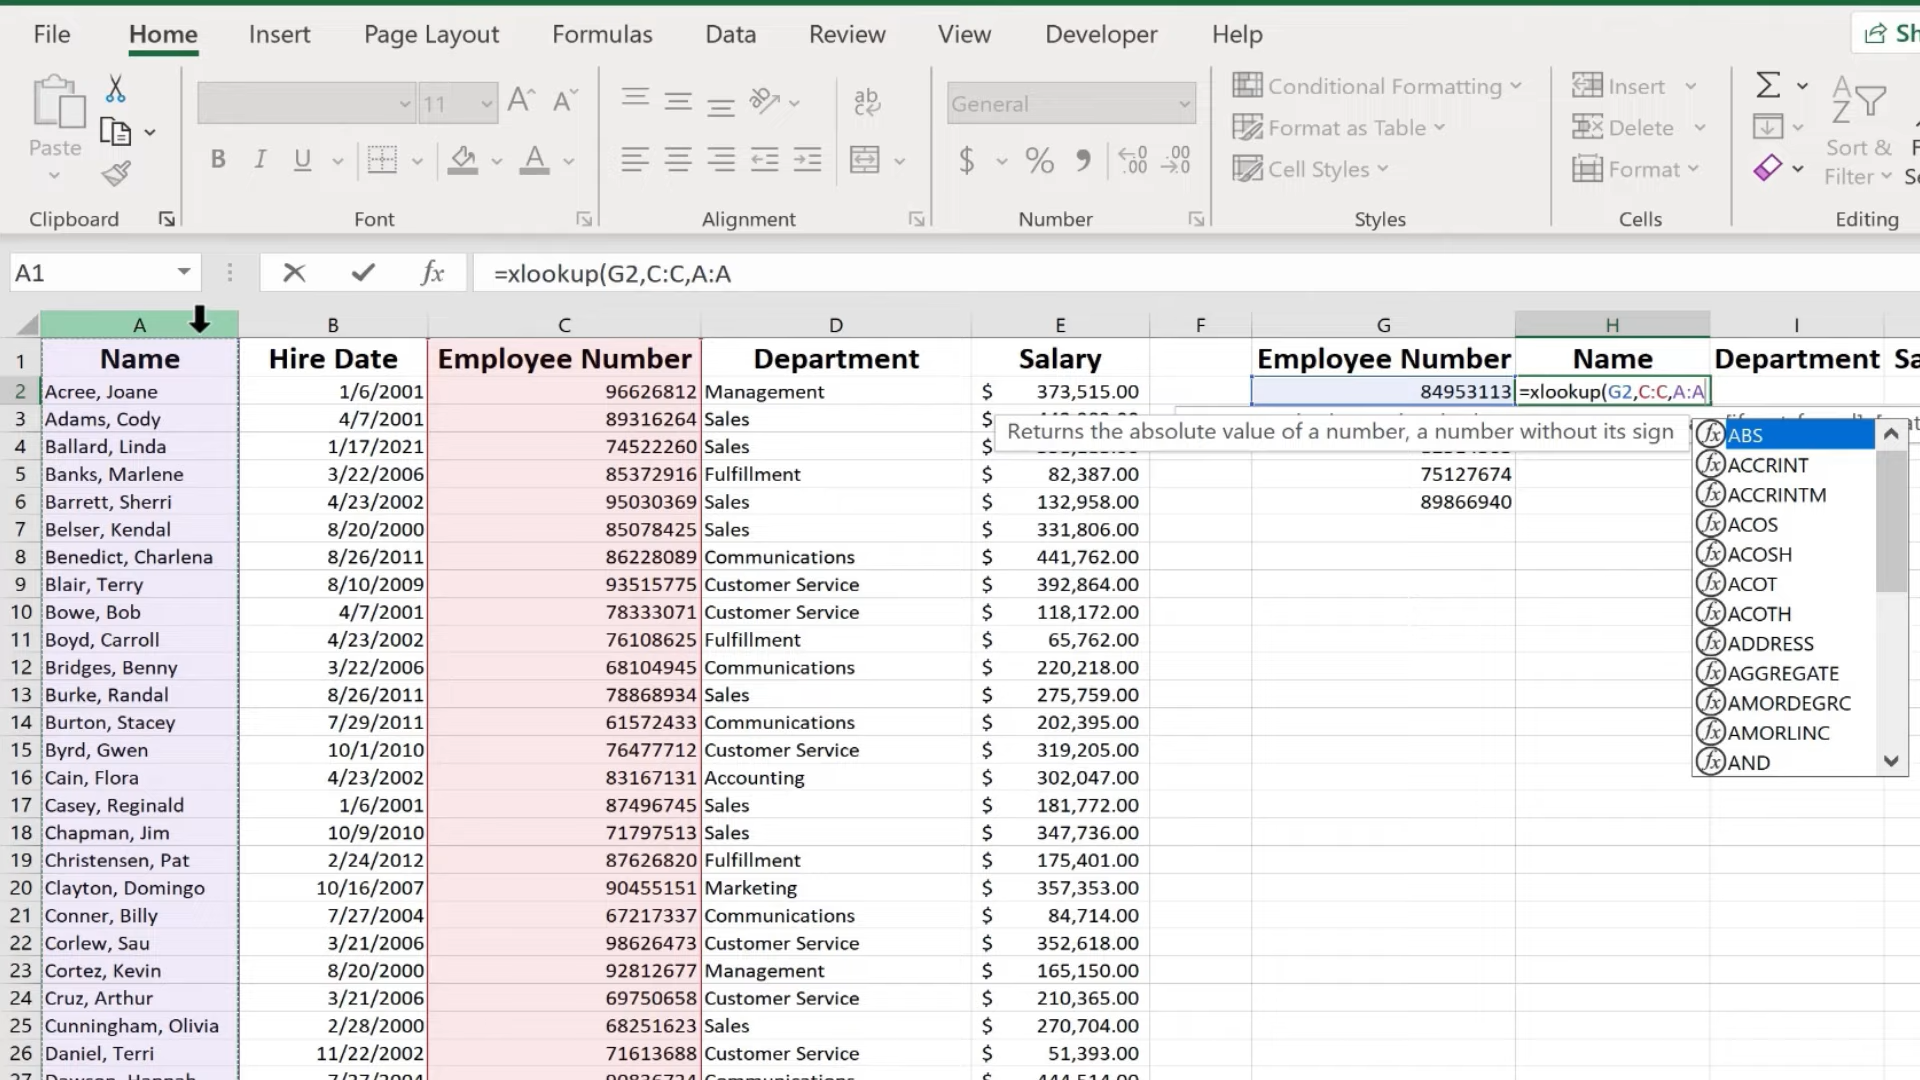 File Home Insert Page Layout Formulas Data Review View Developer Help
Paste
11
General
Conditional Formatting
Format as Table
Cell Styles
Insert
Delete
Format
Sort &
Filter
Clipboard Font Alignment Number Styles Cells Editing
A1 fx =xlookup(G2,C:C,A:A
A B C D E F G H I
1 Name Hire Date Employee Number Department Salary Employee Number Name Department
2 Acree, Joane 1/6/2001 96626812 Management $ 373,515.00 84953113 =xlookup(G2,C:C,A:A
3 Adams, Cody 4/7/2001 89316264 Sales $
Returns the absolute value of a number, a number without its sign
4 Ballard, Linda 1/17/2021 74522260 Sales $
5 Banks, Marlene 3/22/2006 85372916 Fulfillment $ 82,387.00 75127674
6 Barrett, Sherri 4/23/2002 95030369 Sales $ 132,958.00 89866940
7 Belser, Kendal 8/20/2000 85078425 Sales $ 331,806.00
8 Benedict, Charlena 8/26/2011 86228089 Communications $ 441,762.00
9 Blair, Terry 8/10/2009 93515775 Customer Service $ 392,864.00
10 Bowe, Bob 4/7/2001 78333071 Customer Service $ 118,172.00
11 Boyd, Carroll 4/23/2002 76108625 Fulfillment $ 65,762.00
12 Bridges, Benny 3/22/2006 68104945 Communications $ 220,218.00
13 Burke, Randal 8/26/2011 78868934 Sales $ 275,759.00
14 Burton, Stacey 7/29/2011 61572433 Communications $ 202,395.00
15 Byrd, Gwen 10/1/2010 76477712 Customer Service $ 319,205.00
16 Cain, Flora 4/23/2002 83167131 Accounting $ 302,047.00
17 Casey, Reginald 1/6/2001 87496745 Sales $ 181,772.00
18 Chapman, Jim 10/9/2010 71797513 Sales $ 347,736.00
19 Christensen, Pat 2/24/2012 87626820 Fulfillment $ 175,401.00
20 Clayton, Domingo 10/16/2007 90455151 Marketing $ 357,353.00
21 Conner, Billy 7/27/2004 67217337 Communications $ 84,714.00
22 Corlew, Sau 3/21/2006 98626473 Customer Service $ 352,618.00
23 Cortez, Kevin 8/20/2000 92812677 Management $ 165,150.00
24 Cruz, Arthur 3/21/2006 69750658 Customer Service $ 210,365.00
25 Cunningham, Olivia 2/28/2000 68251623 Sales $ 270,704.00
26 Daniel, Terri 11/22/2002 71613688 Customer Service $ 51,393.00
ABS
ACCRINT
ACCRINTM
ACOS
ACOSH
ACOT
ACOTH
ADDRESS
AGGREGATE
AMORDEGRC
AMORLINC
AND